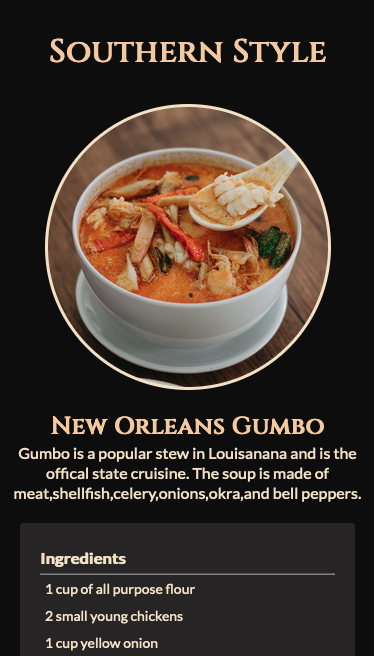 Southern Style
New Orleans Gumbo
Gumbo is a popular stew in Louisanana and is the
offical state cruisine. The soup is made of
meat,shellfish,celery,onions,okra,and bell peppers.
Ingredients
1 cup of all purpose flour
2 small young chickens
1 cup yellow onion